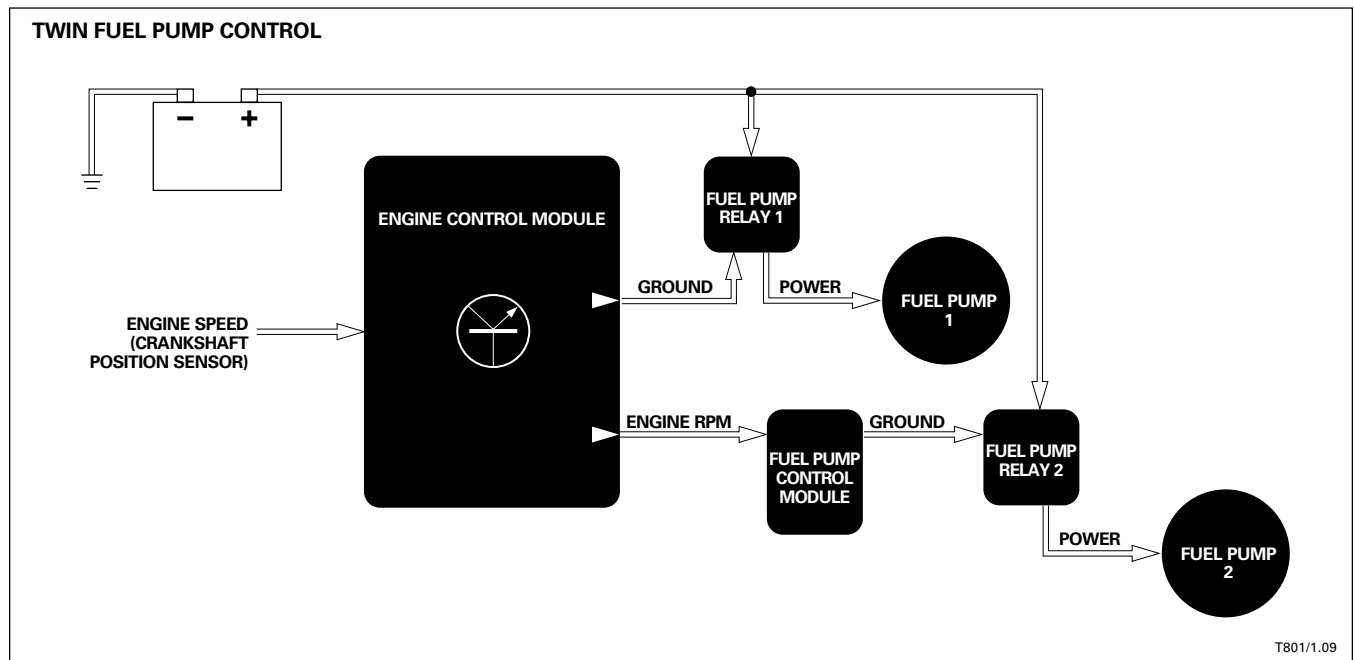 TWIN FUEL PUMP CONTROL
− +
FUEL PUMP
RELAY 1
ENGINE CONTROL MODULE
GROUND
POWER
FUEL PUMP
1
ENGINE SPEED
(CRANKSHAFT
POSITION SENSOR)
ENGINE RPM
GROUND
FUEL PUMP
CONTROL
MODULE
FUEL PUMP
RELAY 2
POWER
FUEL PUMP
2
T801/1.09